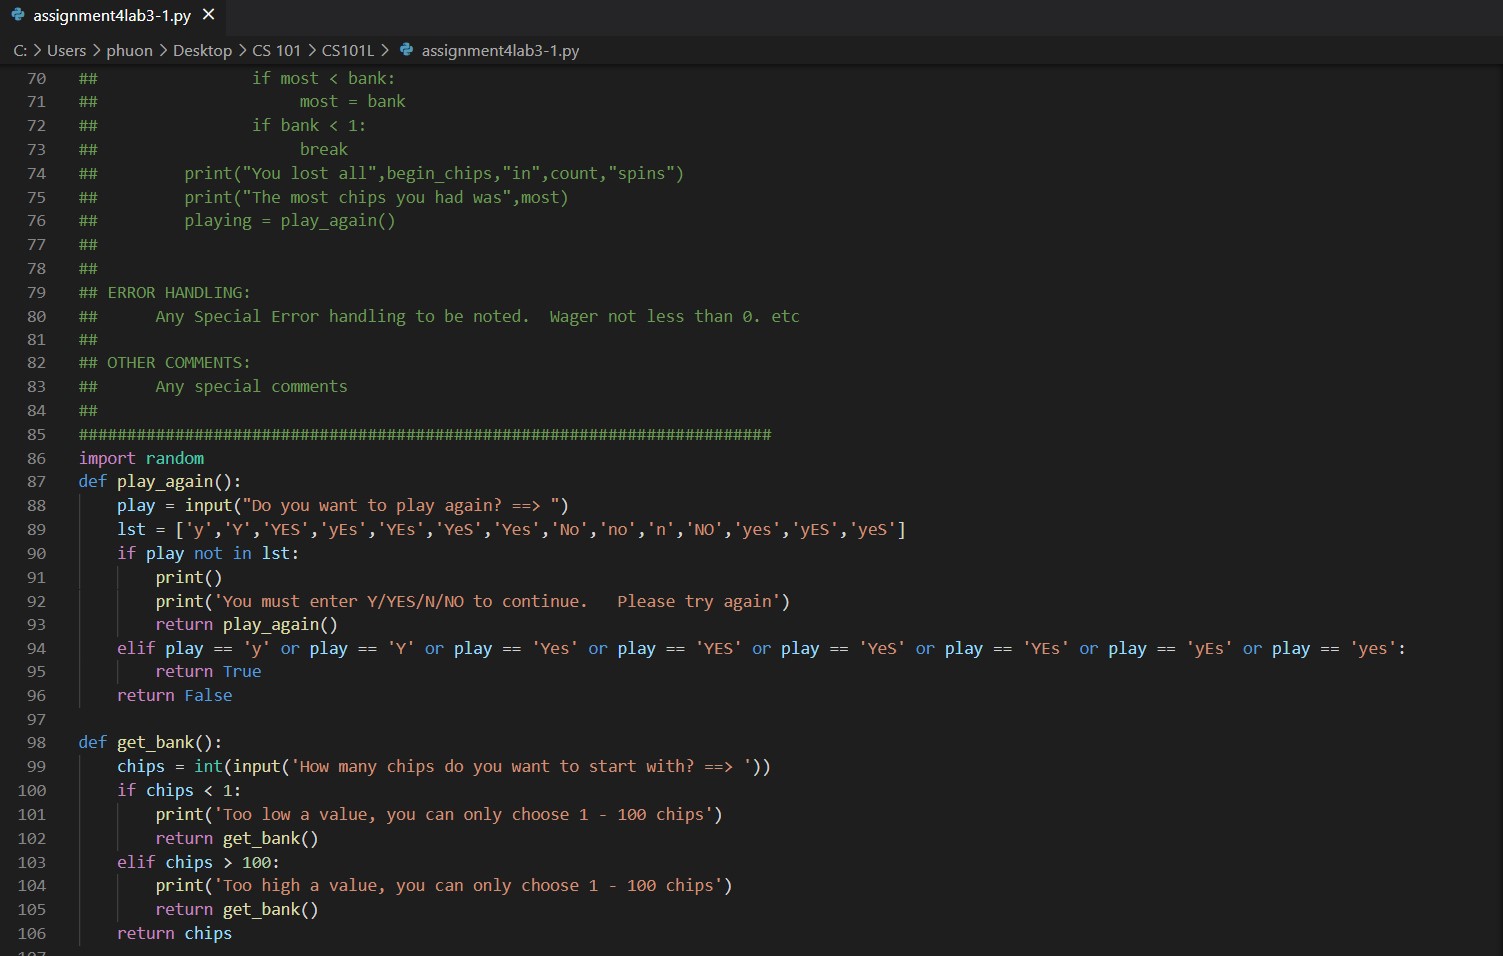 assignment4lab3-1.py ×
C: > Users > phuon > Desktop > CS 101 > CS101L > assignment4lab3-1.py
70 ##                if most < bank:
71 ##                     most = bank
72 ##                if bank < 1:
73 ##                     break
74 ##         print("You lost all",begin_chips,"in",count,"spins")
75 ##         print("The most chips you had was",most)
76 ##         playing = play_again()
77 ##
78 ##
79 ## ERROR HANDLING:
80 ##      Any Special Error handling to be noted.  Wager not less than 0. etc
81 ##
82 ## OTHER COMMENTS:
83 ##      Any special comments
84 ##
85 ########################################################################
86 import random
87 def play_again():
88     play = input("Do you want to play again? ==> ")
89     lst = ['y','Y','YES','yEs','YEs','YeS','Yes','No','no','n','NO','yes','yES','yeS']
90     if play not in lst:
91         print()
92         print('You must enter Y/YES/N/NO to continue.   Please try again')
93         return play_again()
94     elif play == 'y' or play == 'Y' or play == 'Yes' or play == 'YES' or play == 'YeS' or play == 'YEs' or play == 'yEs' or play == 'yes':
95         return True
96     return False
97
98 def get_bank():
99     chips = int(input('How many chips do you want to start with? ==> '))
100     if chips < 1:
101         print('Too low a value, you can only choose 1 - 100 chips')
102         return get_bank()
103     elif chips > 100:
104         print('Too high a value, you can only choose 1 - 100 chips')
105         return get_bank()
106     return chips
107